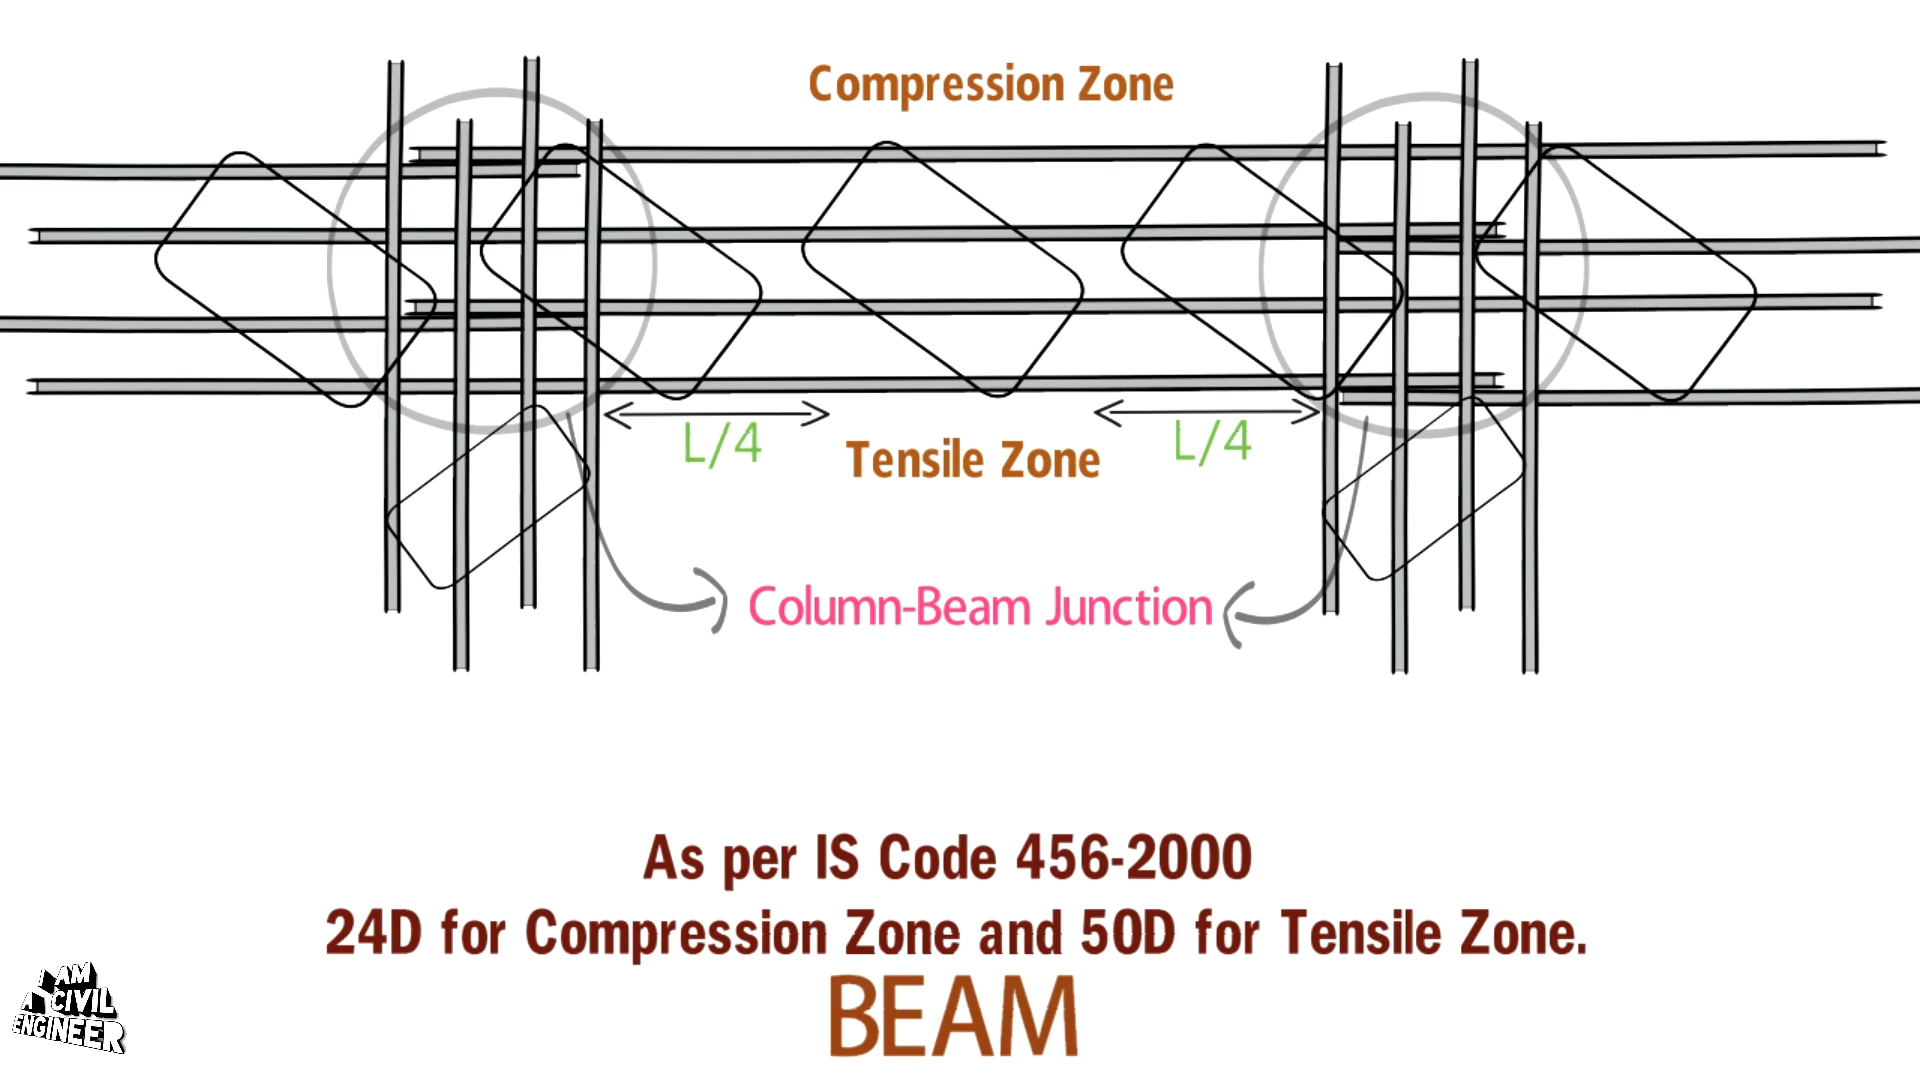 Compression Zone
L/4
L/4
Tensile Zone
Column-Beam Junction
As per IS Code 456-2000
24D for Compression Zone and 50D for Tensile Zone.
BEAM
I AM
A CIVIL
ENGINEER